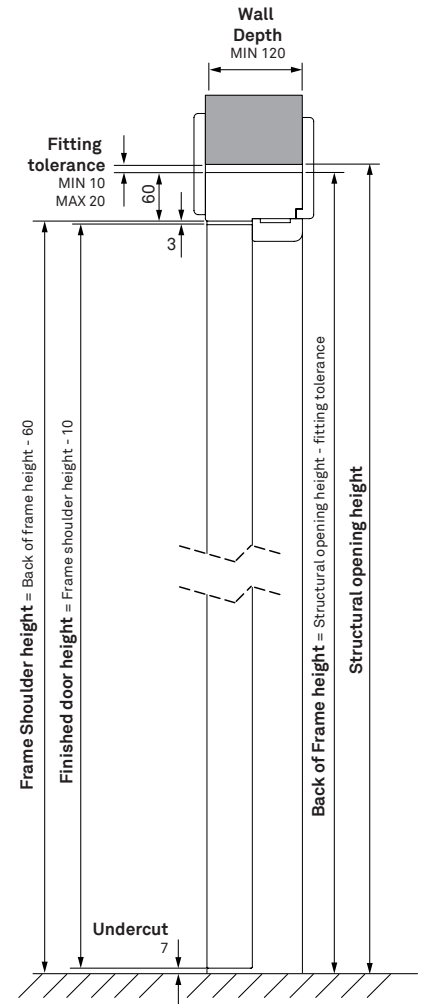 Wall
Depth
MIN 120
Fitting
tolerance
MIN 10
MAX 20
60
3
Frame Shoulder height = Back of frame height - 60
Finished door height = Frame shoulder height - 10
Back of Frame height = Structural opening height - fitting tolerance
Structural opening height
Undercut
7